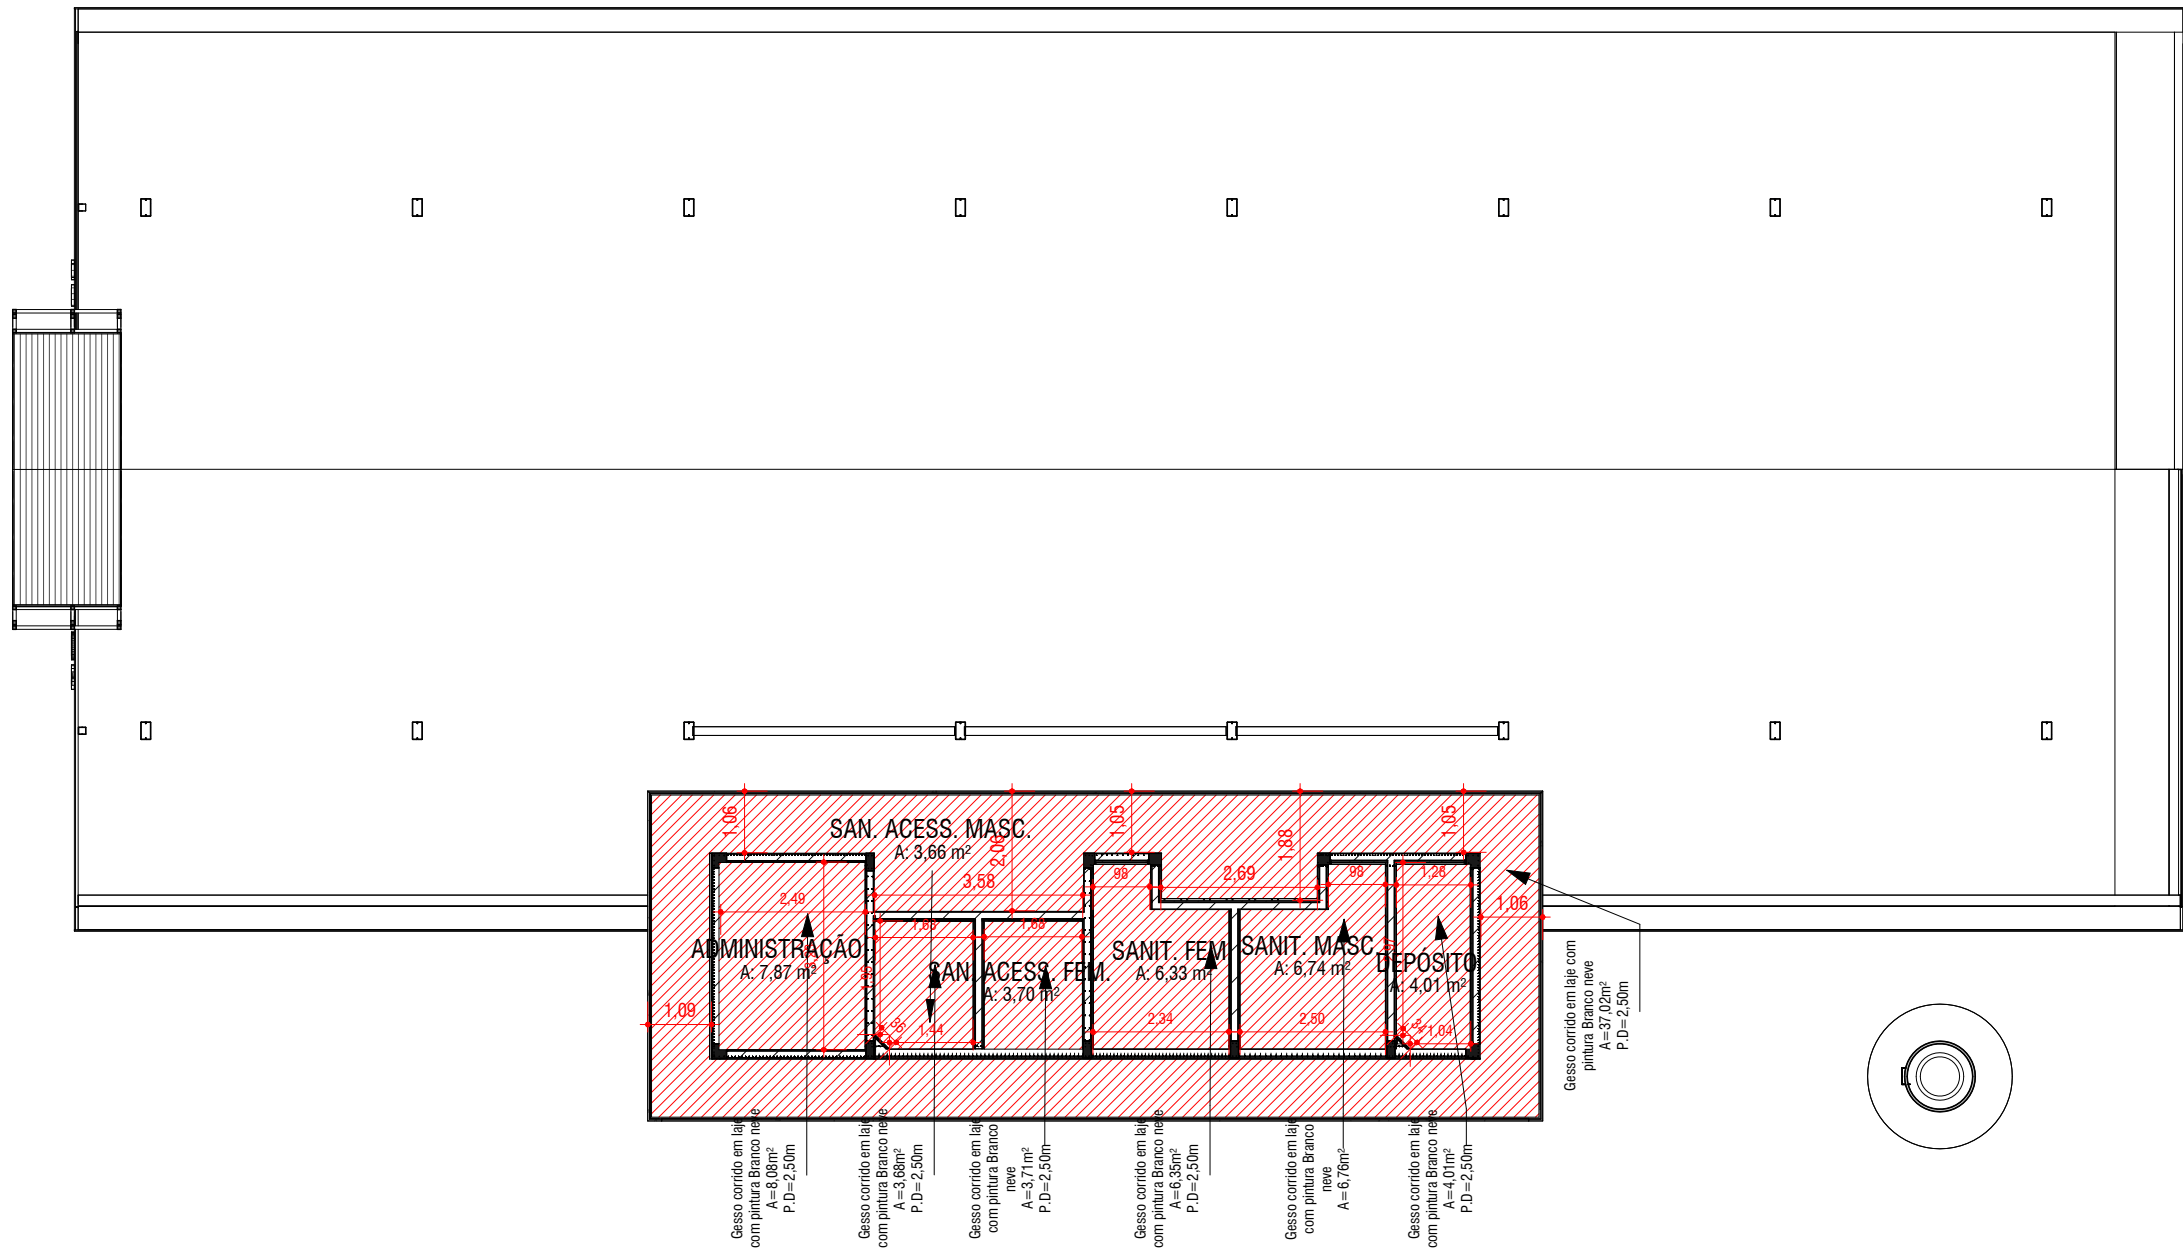 1,06
1,05
1,88
1,05
SAN. ACESS. MASC.
A: 3,66 m²
2,06
3,58
98
2,69
98
1,28
1,06
2,49
1,68
1,68
ADMINISTRAÇÃO
A: 7,87 m²
SAN. ACESS. FEM.
A: 3,70 m²
SANIT. FEM.
A: 6,33 m²
SANIT. MASC.
A: 6,74 m²
DEPÓSITO
A: 4,01 m²
1,09
36
1,44
2,34
2,50
34
1,04
Gesso corrido em laje com
pintura Branco neve
A=37,02m²
P.D=2,50m
Gesso corrido em laje
com pintura Branco neve
A=8,08m²
P.D=2,50m
Gesso corrido em laje
com pintura Branco neve
A=3,68m²
P.D=2,50m
Gesso corrido em laje
com pintura Branco
neve
A=3,71m²
P.D=2,50m
Gesso corrido em laje
com pintura Branco neve
A=6,35m²
P.D=2,50m
Gesso corrido em laje
com pintura Branco
neve
A=6,76m²
Gesso corrido em laje
com pintura Branco neve
A=4,01m²
P.D=2,50m